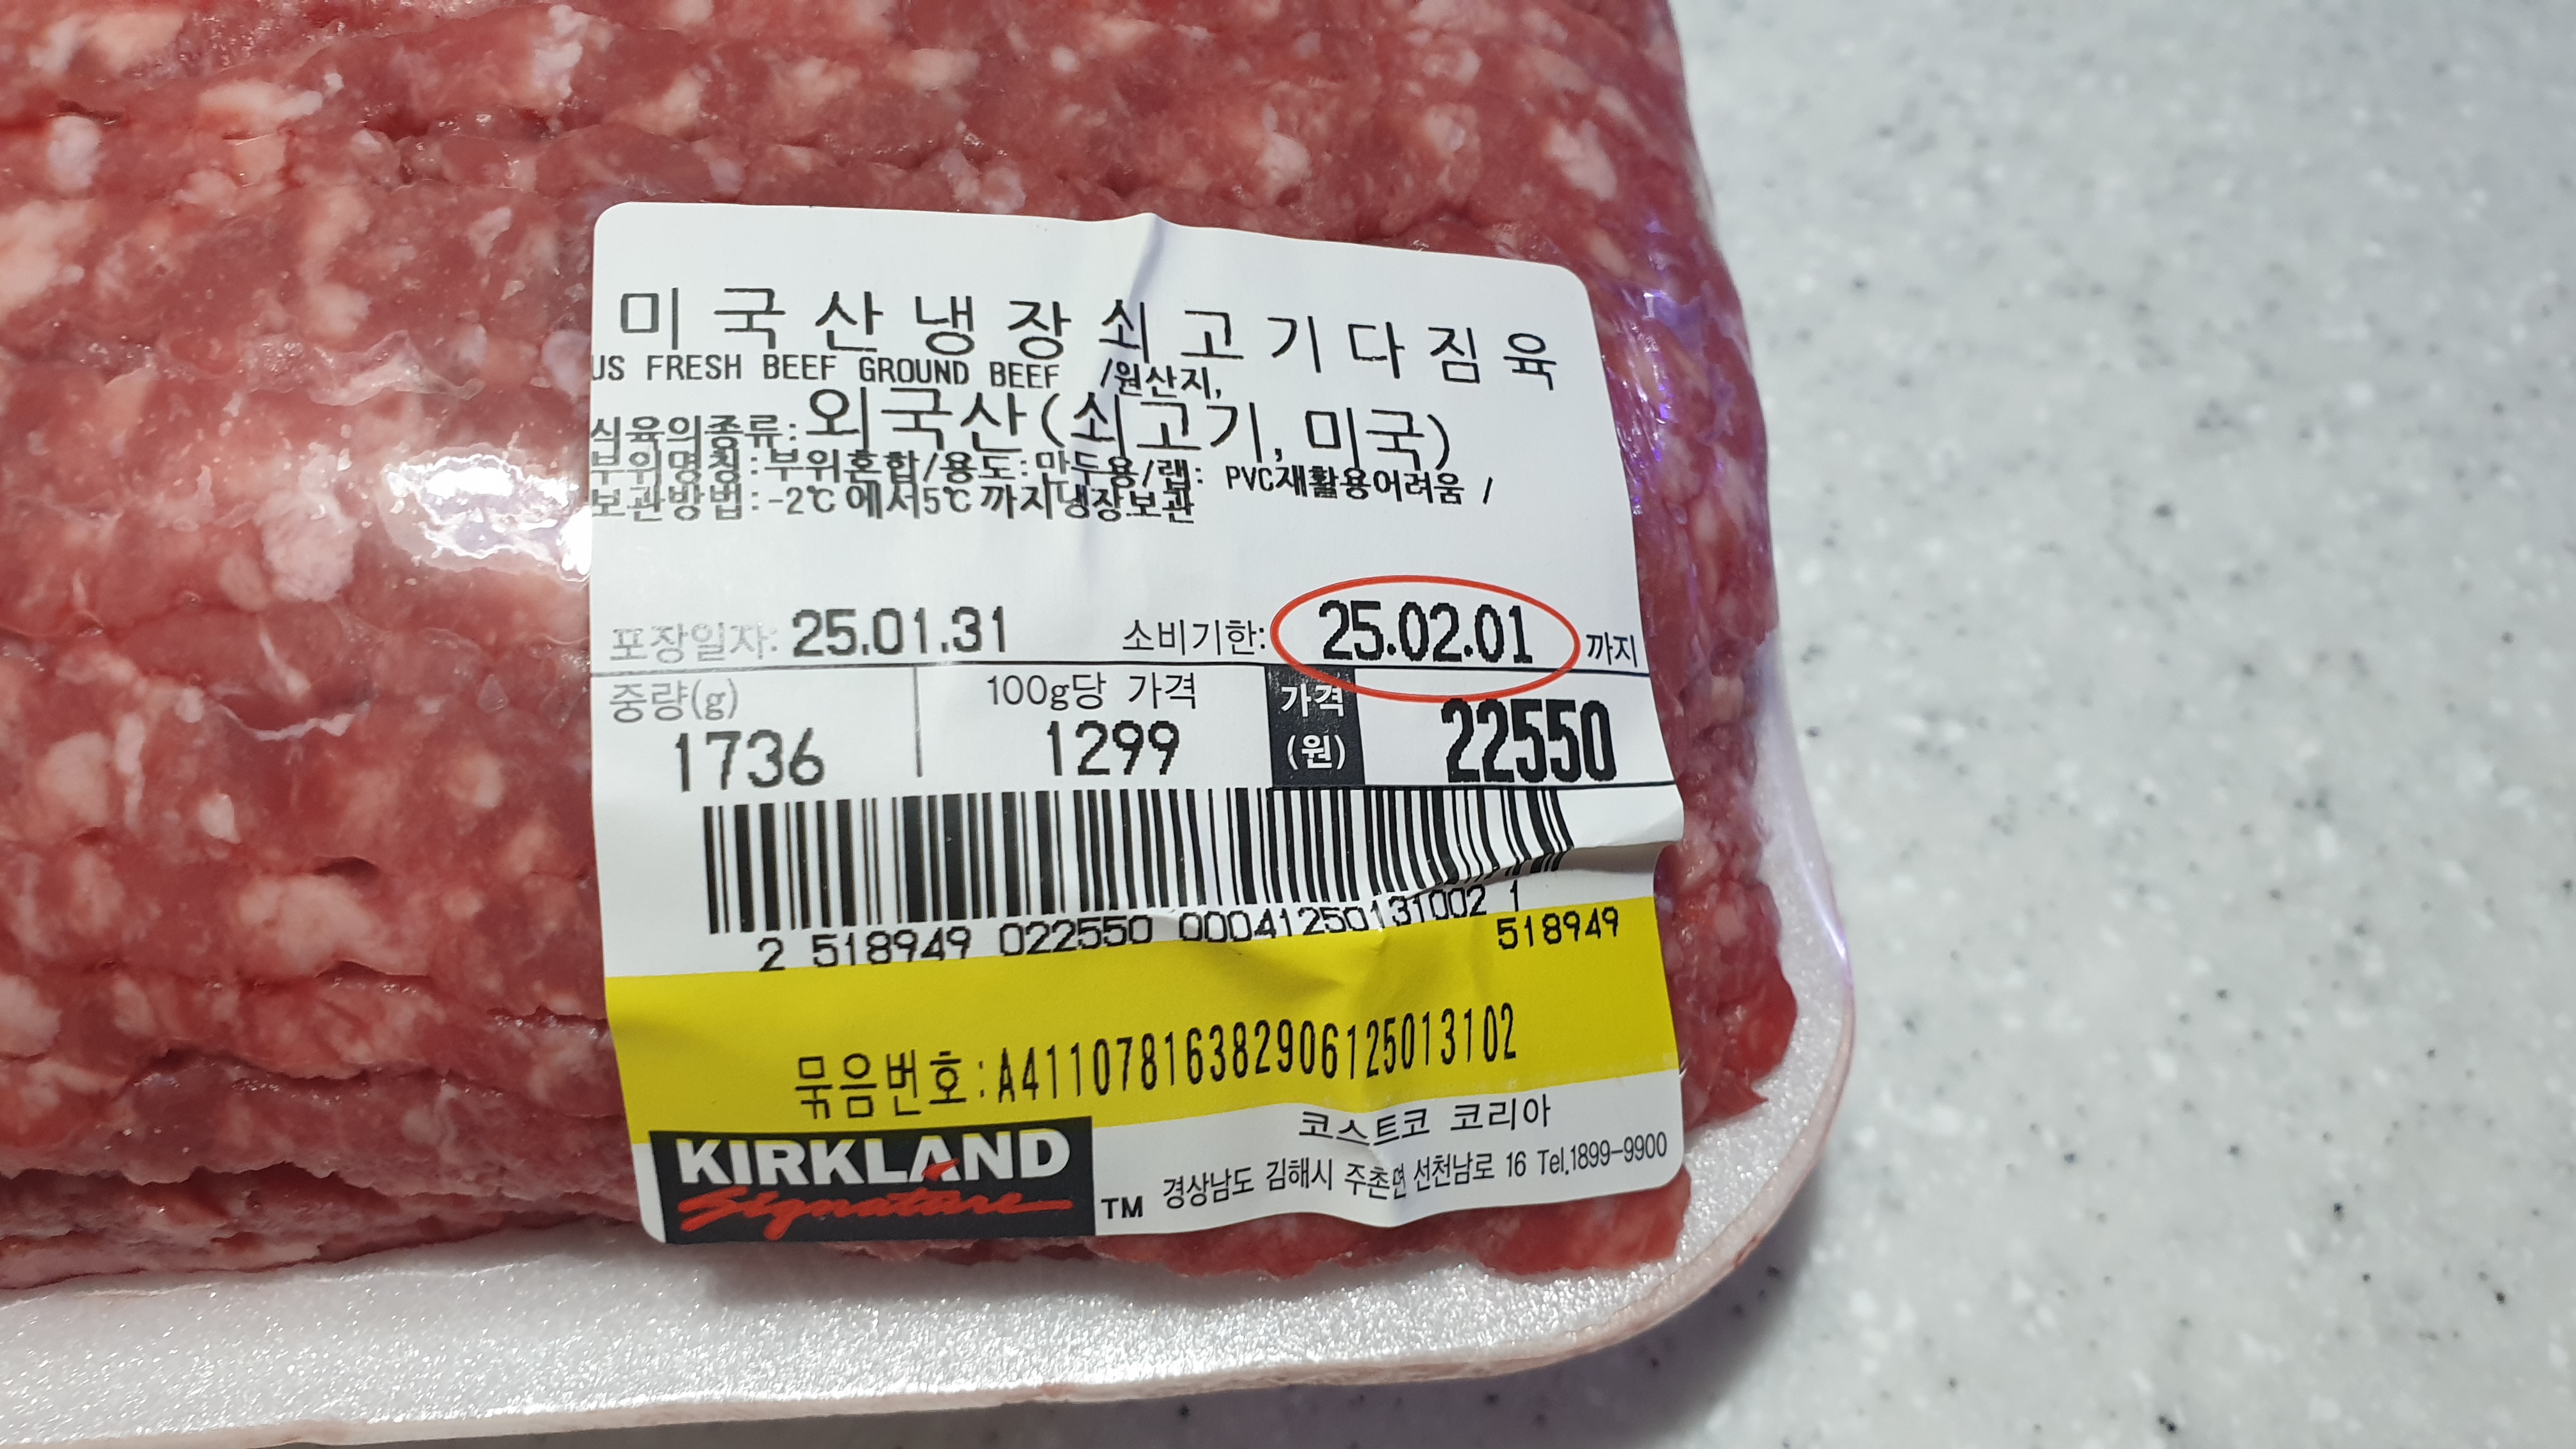 미국산냉장쇠고기다짐육
US FRESH BEEF GROUND BEEF /원산지,
식육의종류:외국산(쇠고기,미국)
부위명칭:부위혼합/용도:만두용/랩: PVC재활용어려움 /
보관방법:-2℃에서5℃까지냉장보관
포장일자: 25.01.31 소비기한: 25.02.01 까지
중량(g) 100g당 가격 가격
1736 1299 (원) 22550
2 518949 022550 000412501310021
518949
묶음번호:A41107816382906125013102
KIRKLAND 코스트코 코리아
Signature TM 경상남도 김해시 주촌면 선천남로 16 Tel.1899-9900